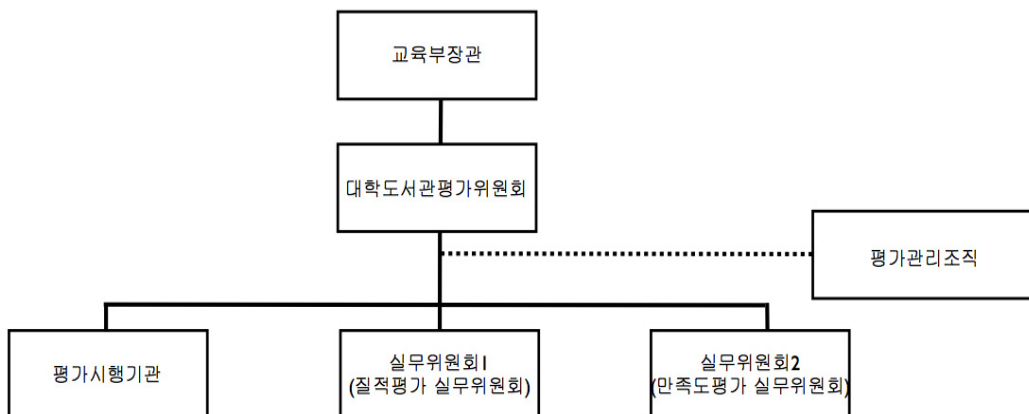 교육부장관
대학도서관평가위원회
평가관리조직
평가시행기관
실무위원회1
(질적평가 실무위원회)
실무위원회2
(만족도평가 실무위원회)